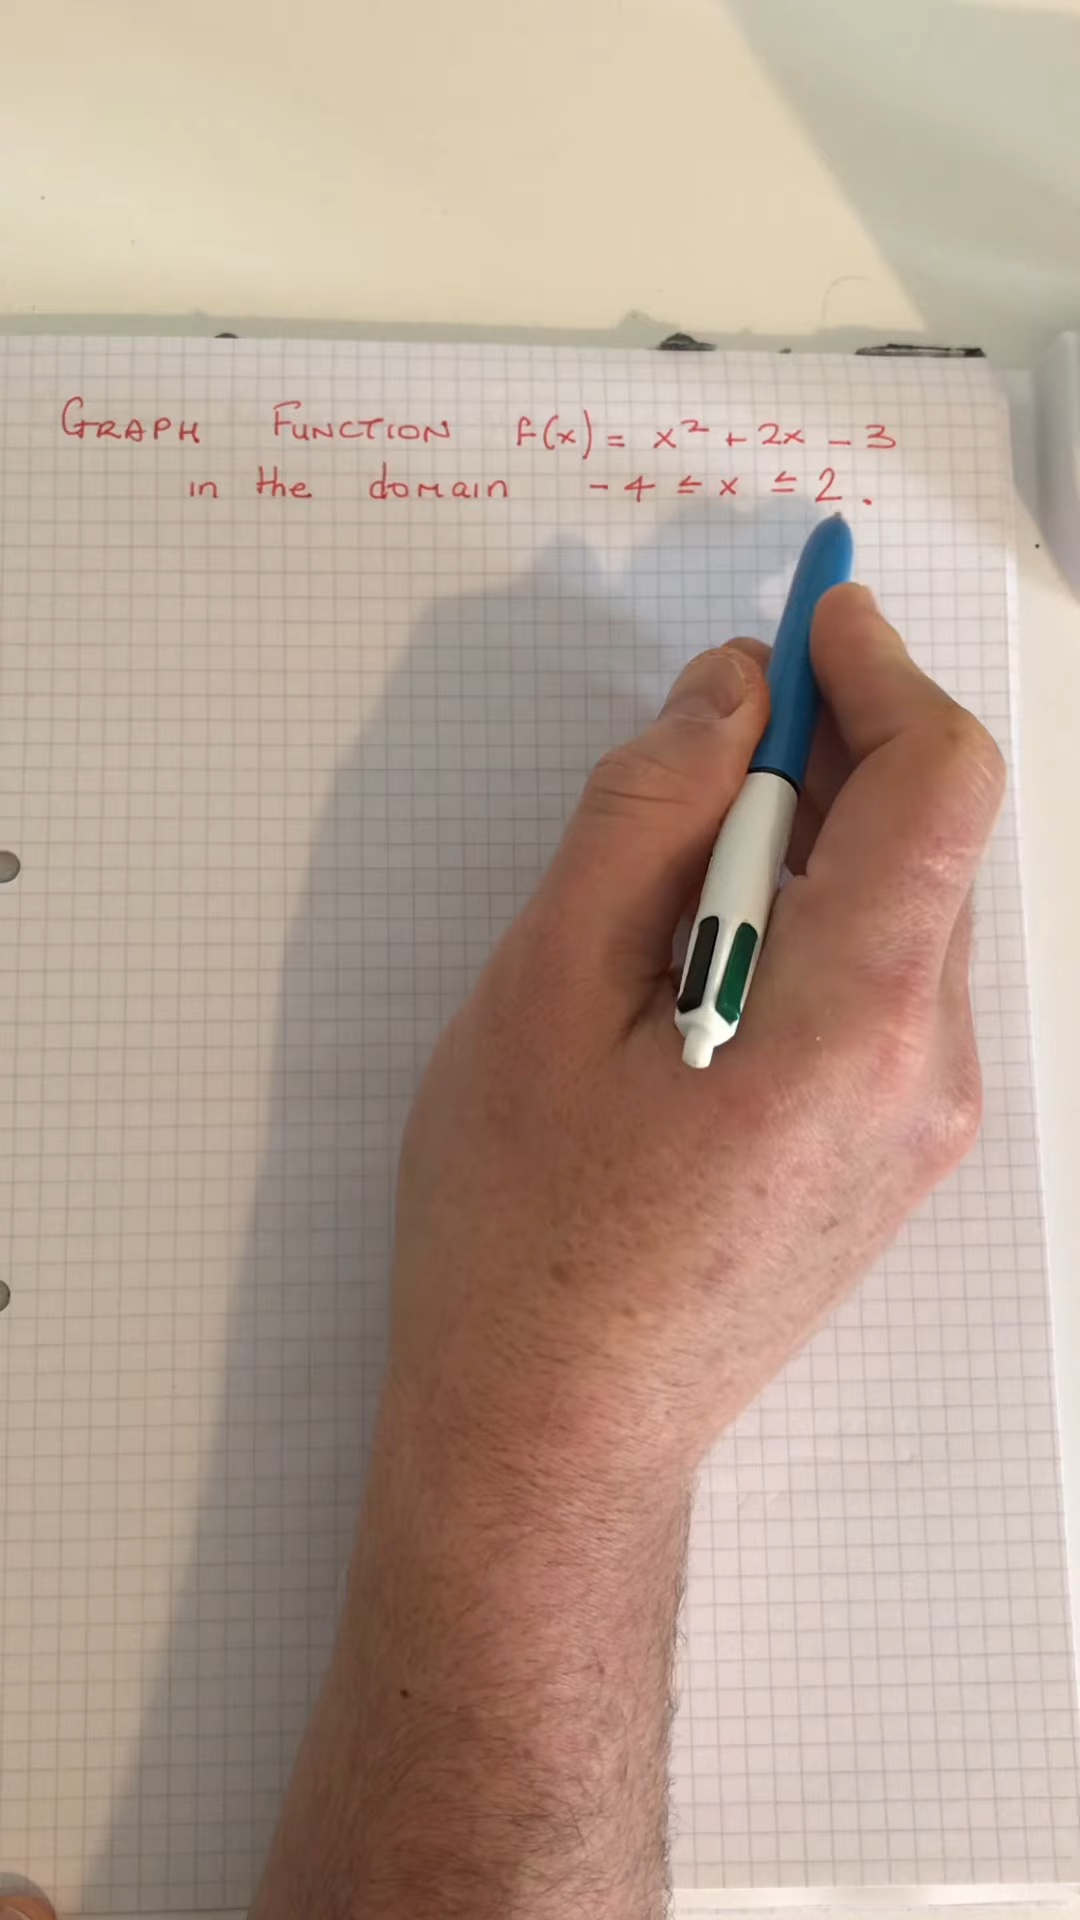 GRAPH FUNCTION f(x) = x² + 2x - 3
in the domain -4 ≤ x ≤ 2.